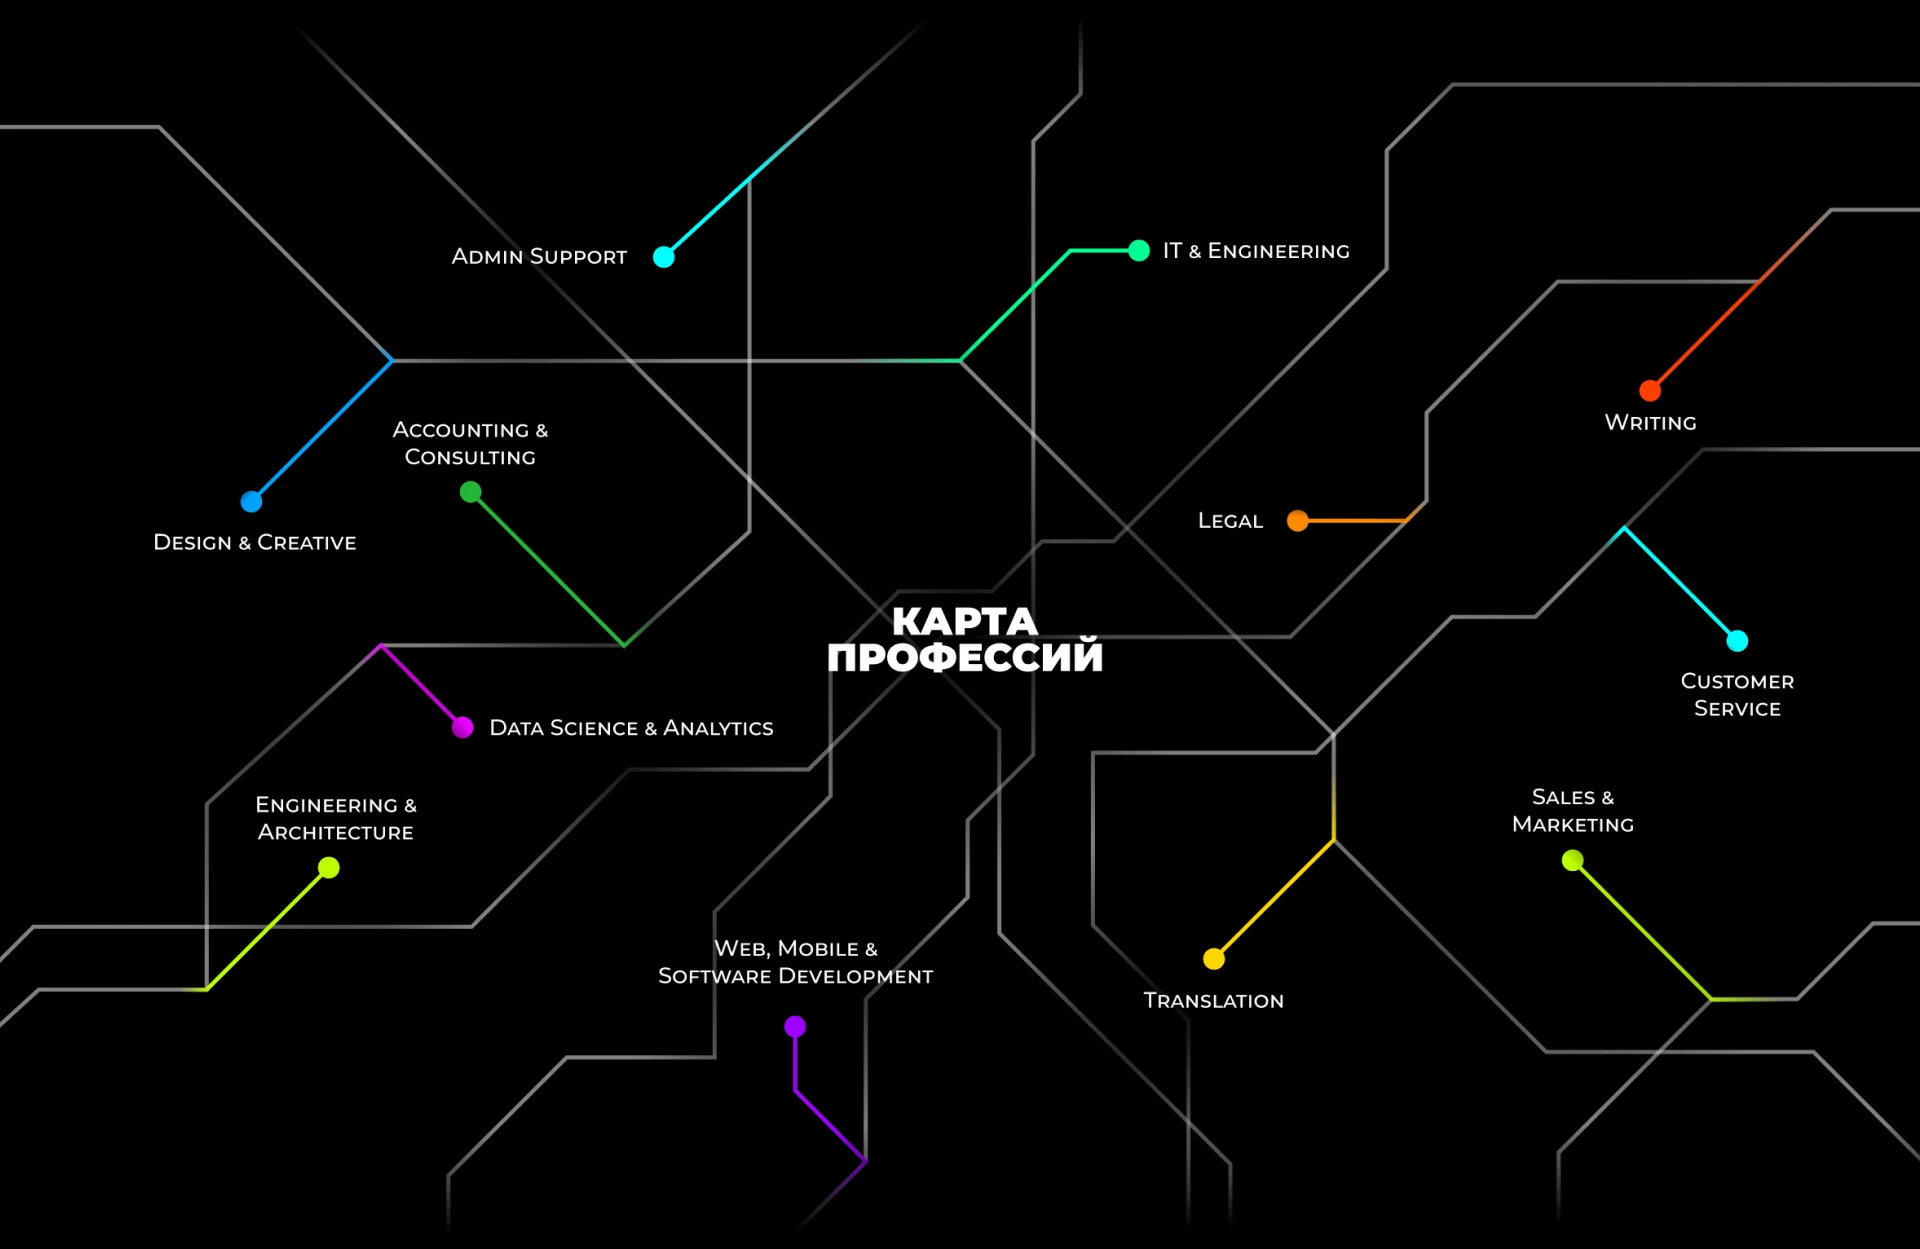 Admin Support
IT & Engineering
Accounting &
Consulting
Writing
Design & Creative
Legal
КАРТА
ПРОФЕССИЙ
Customer
Service
Data Science & Analytics
Engineering &
Architecture
Sales &
Marketing
Web, Mobile &
Software Development
Translation